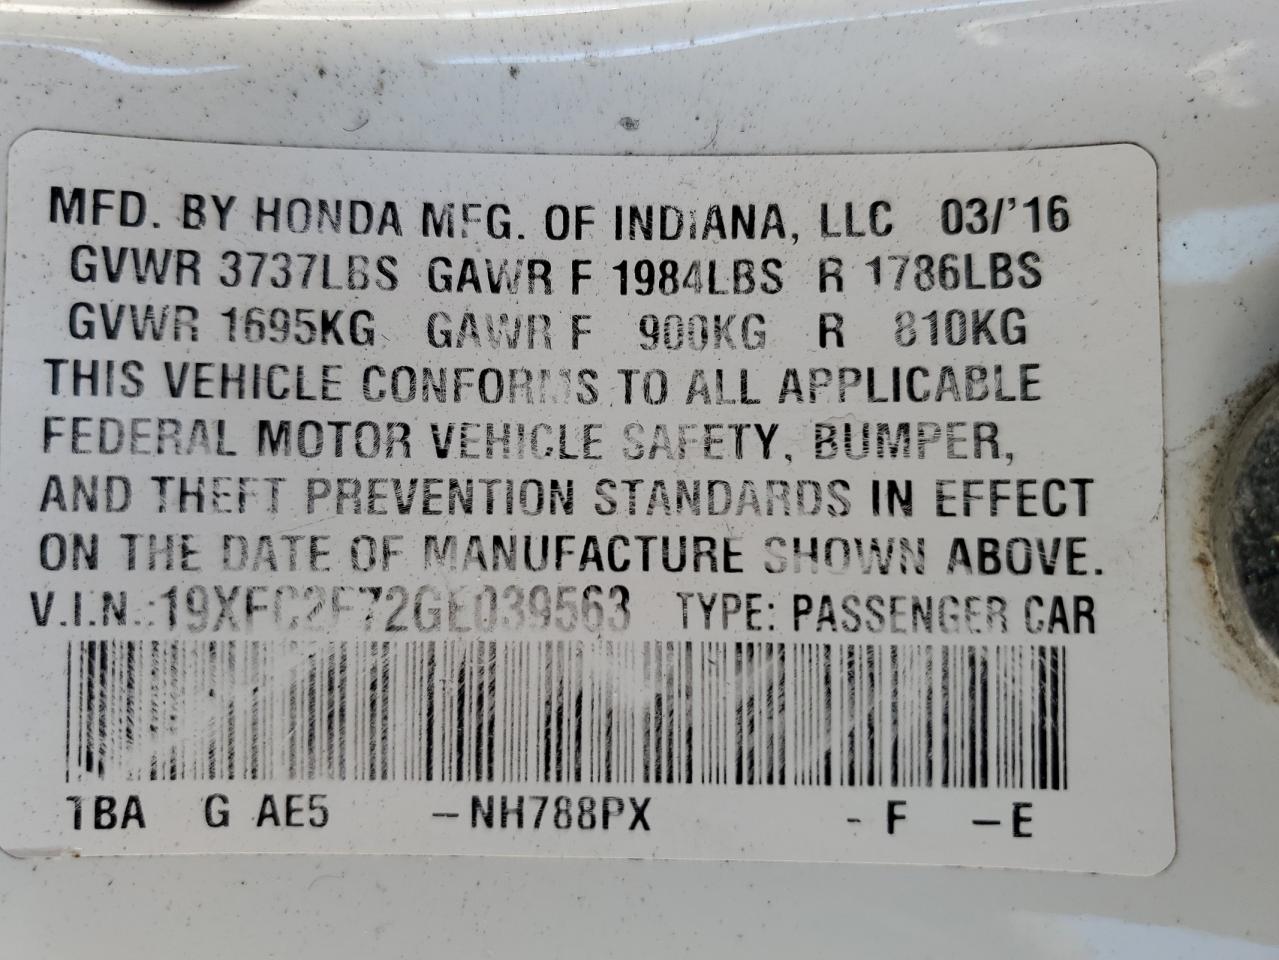 MFD. BY HONDA MFG. OF INDIANA, LLC 03/'16
GVWR 3737LBS GAWR F 1984LBS R 1786LBS
GVWR 1695KG GAWR F 900KG R 810KG
THIS VEHICLE CONFORMS TO ALL APPLICABLE
FEDERAL MOTOR VEHICLE SAFETY, BUMPER,
AND THEFT PREVENTION STANDARDS IN EFFECT
ON THE DATE OF MANUFACTURE SHOWN ABOVE.
V.I.N.:19XFC2F72GE039563 TYPE: PASSENGER CAR
TBA G AE5 –NH788PX - F –E